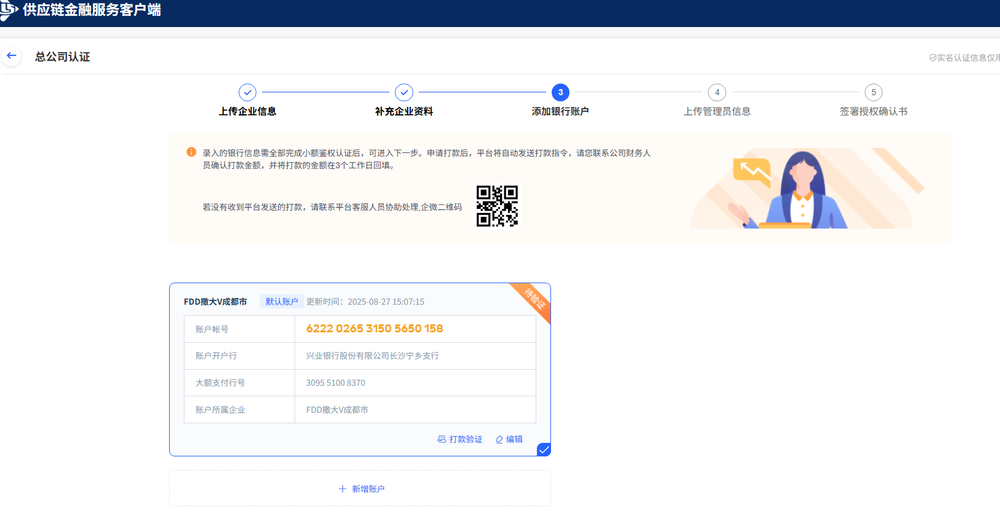 供应链金融服务客户端
总公司认证
实名认证信息仅用
3
4
5
上传企业信息
补充企业资料
添加银行账户
上传管理员信息
签署授权确认书
录入的银行信息需全部完成小额鉴权认证后，可进入下一步。申请打款后，平台将自动发送打款指令，请您联系公司财务人
员确认打款金额，并将打款的金额在3个工作日回填。
若没有收到平台发送的打款，请联系平台客服人员协助处理,企微二维码
FDD撒大V成都市 默认账户 更新时间：2025-08-27 15:07:15
待验证
账户帐号 6222 0265 3150 5650 158
账户开户行 兴业银行股份有限公司长沙宁乡支行
大额支付行号 3095 5100 8370
账户所属企业 FDD撒大V成都市
打款验证 编辑
新增账户